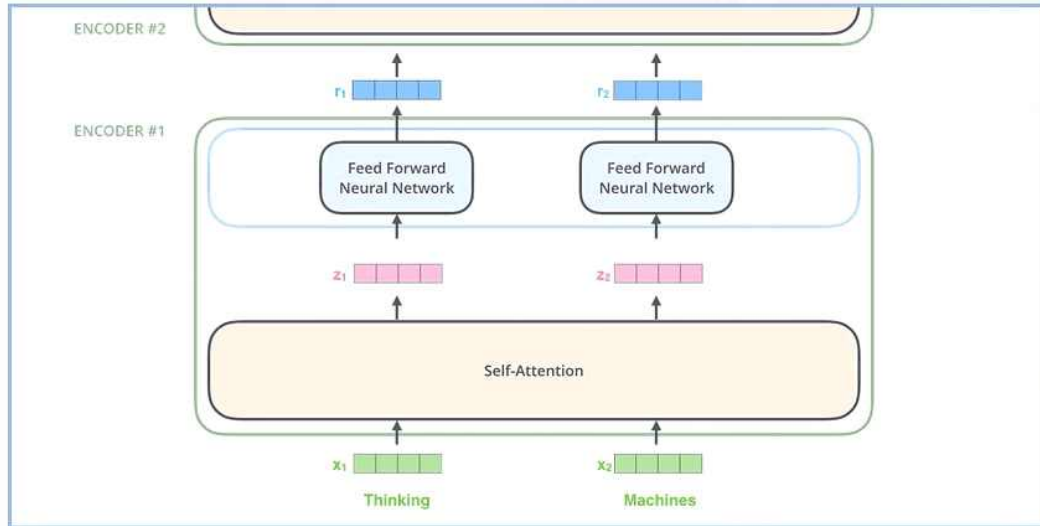 ENCODER #2
r₁
r₂
ENCODER #1
Feed Forward
Neural Network
Feed Forward
Neural Network
z₁
z₂
Self-Attention
x₁
x₂
Thinking
Machines